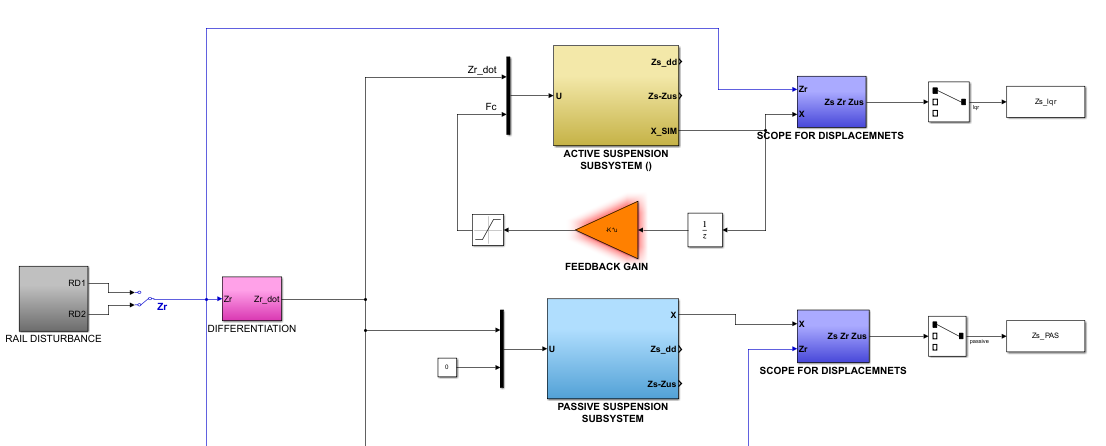 Zr_dot
Fc
U
Zs_dd
Zs-Zus
X_SIM
ACTIVE SUSPENSION
SUBSYSTEM ()
Zr
X
Zs Zr Zus
SCOPE FOR DISPLACEMNETS
lqr
Zs_lqr
-K*u
1
z
FEEDBACK GAIN
RD1
RD2
RAIL DISTURBANCE
Zr
Zr
Zr_dot
DIFFERENTIATION
0
U
X
Zs_dd
Zs-Zus
PASSIVE SUSPENSION
SUBSYSTEM
X
Zr
Zs Zr Zus
SCOPE FOR DISPLACEMNETS
passive
Zs_PAS